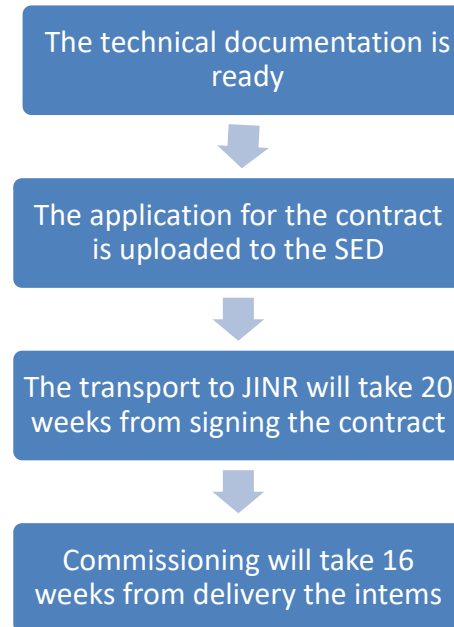 The technical documentation is
ready
The application for the contract
is uploaded to the SED
The transport to JINR will take 20
weeks from signing the contract
Commissioning will take 16
weeks from delivery the intems